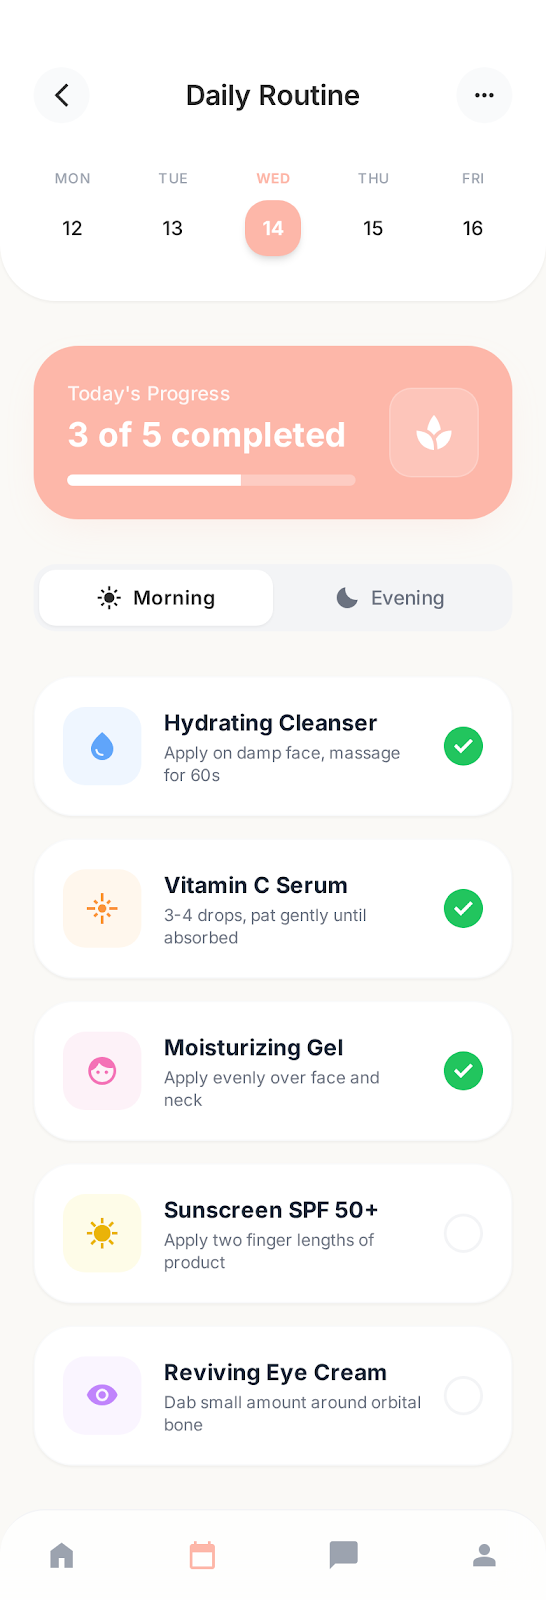 Daily Routine
MON TUE WED THU FRI
12 13 14 15 16
Today's Progress
3 of 5 completed
Morning Evening
Hydrating Cleanser
Apply on damp face, massage
for 60s
Vitamin C Serum
3-4 drops, pat gently until
absorbed
Moisturizing Gel
Apply evenly over face and
neck
Sunscreen SPF 50+
Apply two finger lengths of
product
Reviving Eye Cream
Dab small amount around orbital
bone